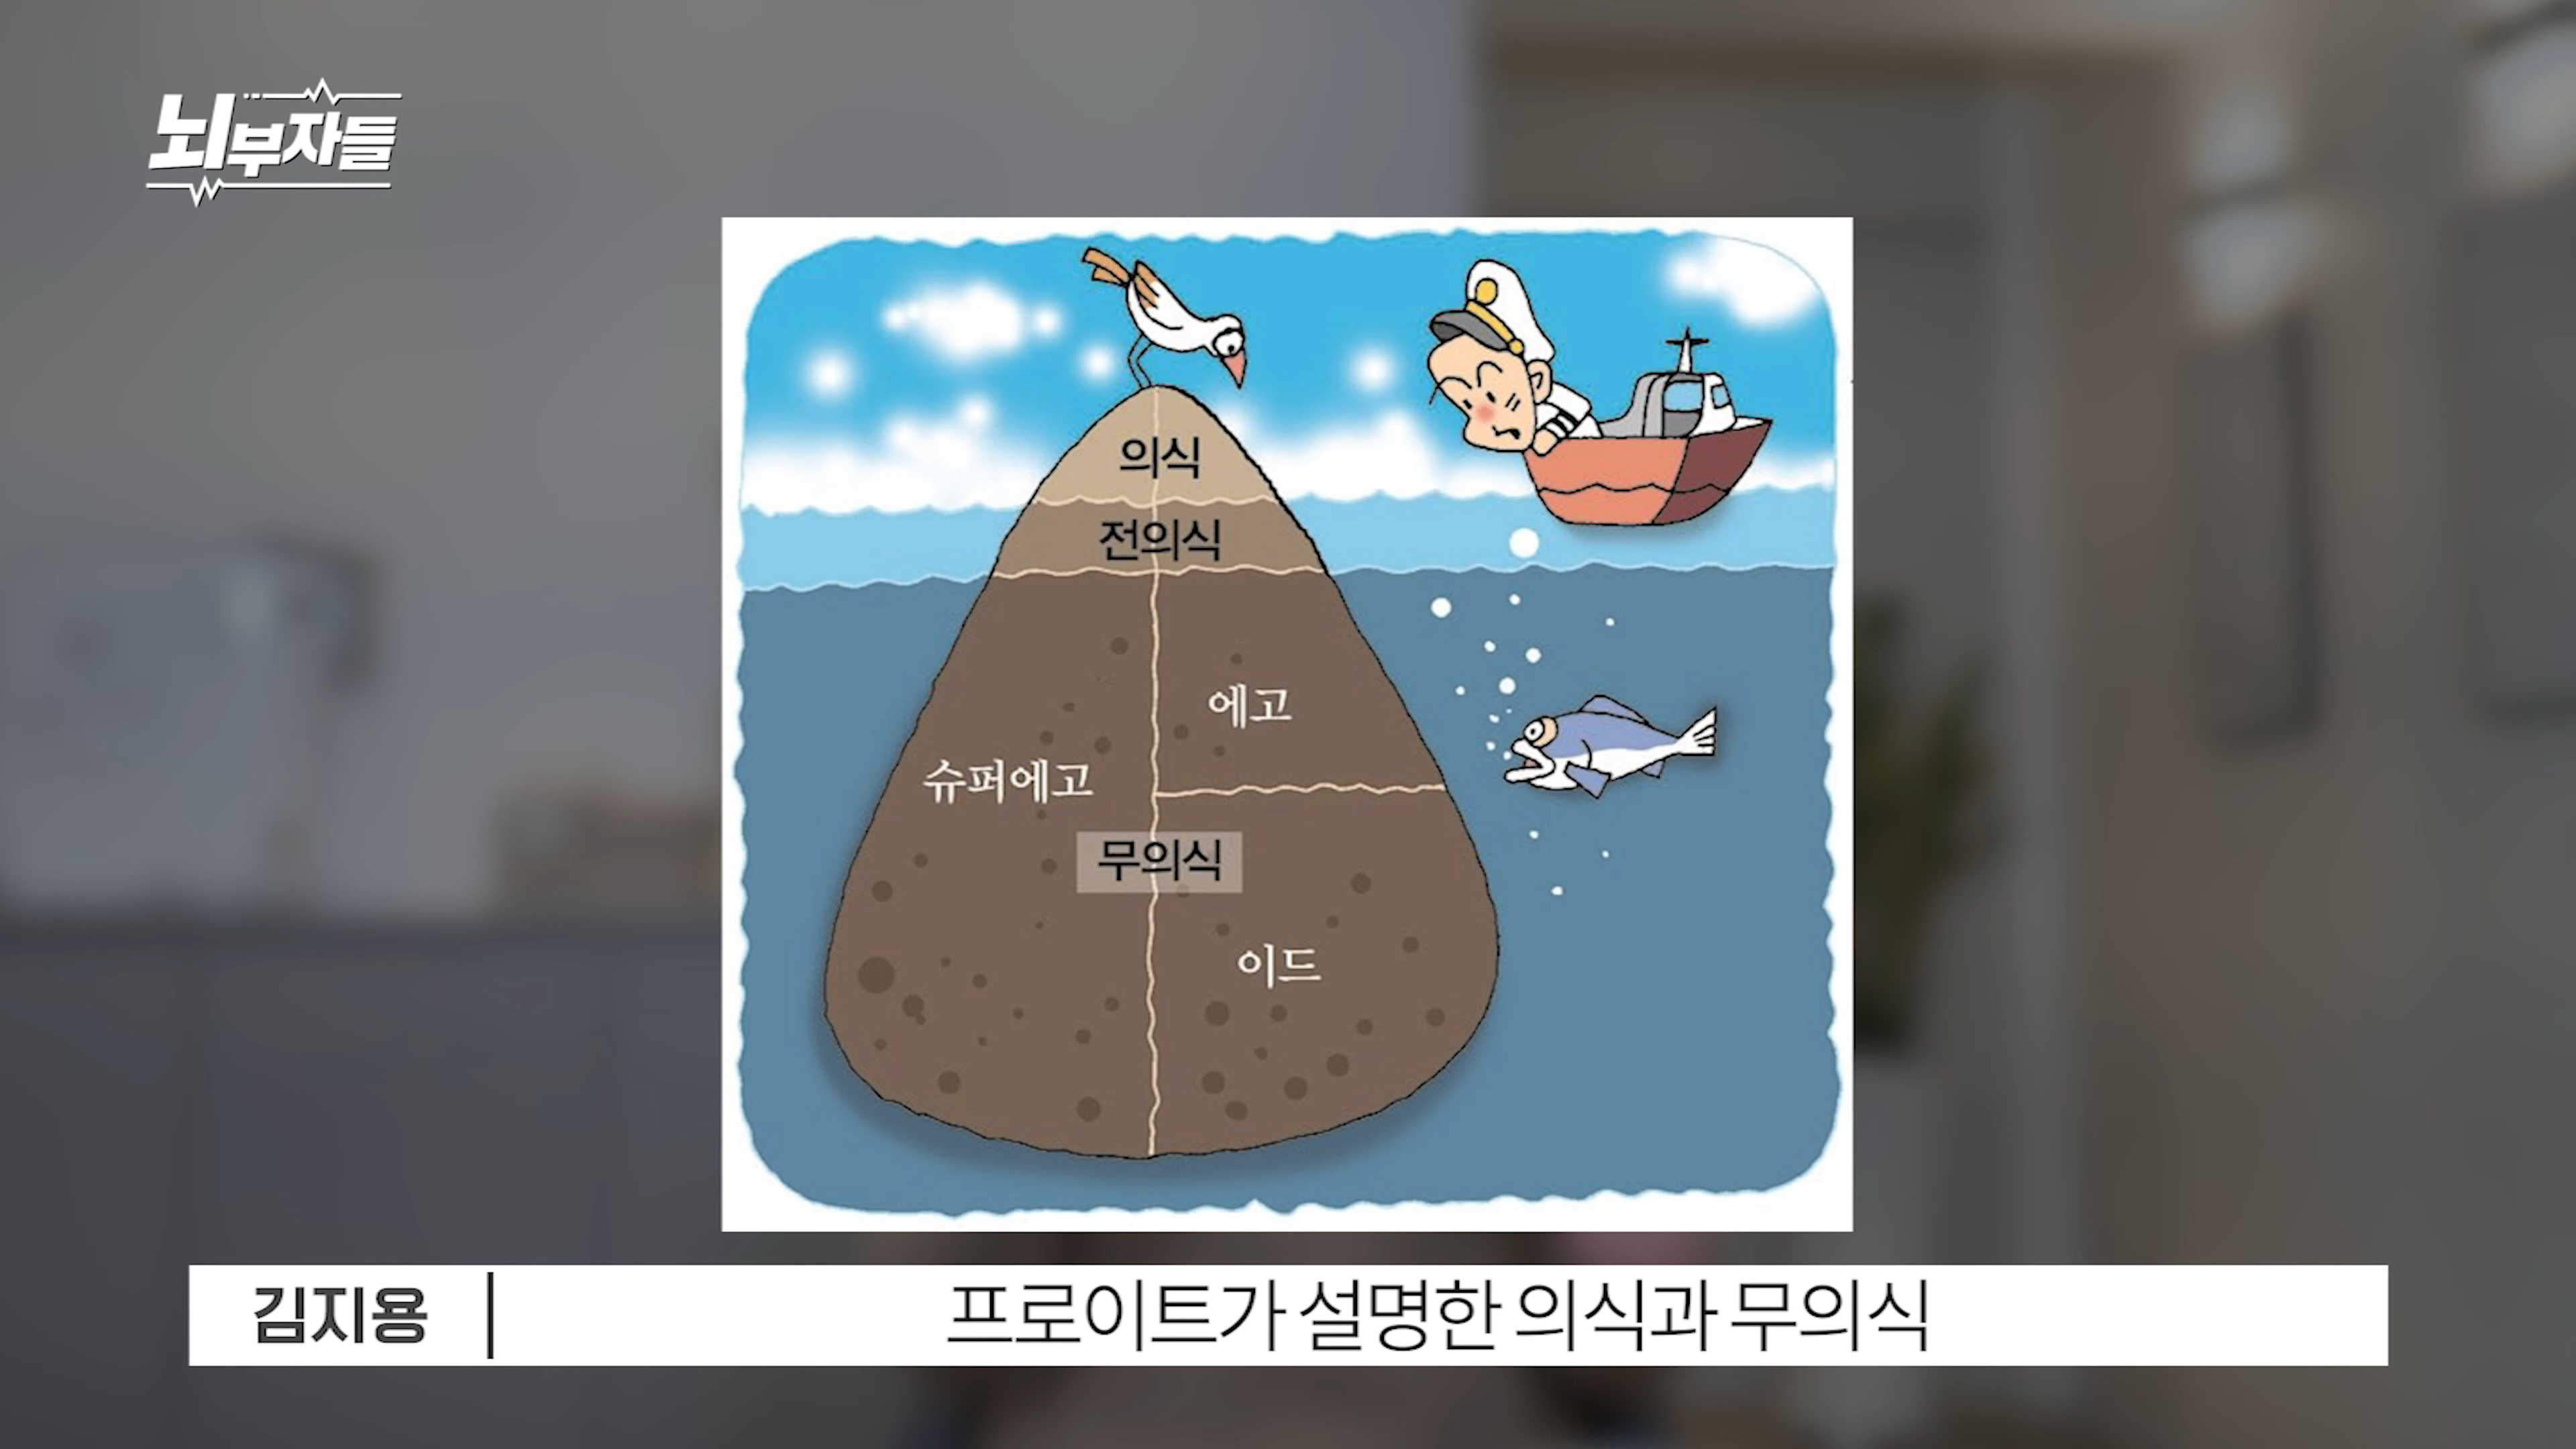 뇌부자들
의식
전의식
에고
슈퍼에고
무의식
이드
김지용
프로이트가 설명한 의식과 무의식